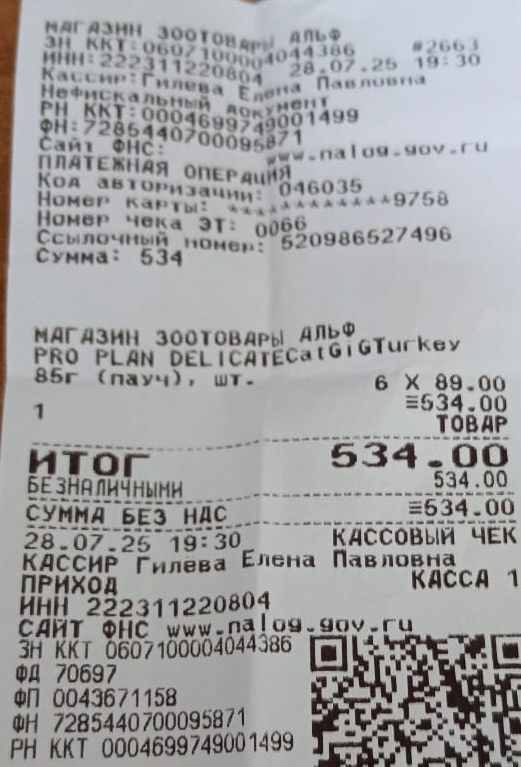 МАГАЗИН ЗООТОВАРЫ АЛЬФ
ЗН ККТ:0607100004044386 #2663
ИНН:222311220804 28.07.25 19:30
Кассир:Гилева Елена Павловна
Нефискальный документ
РН ККТ:0004699749001499
ФН:7285440700095871
Сайт ФНС: www.nalog.gov.ru
ПЛАТЕЖНАЯ ОПЕРАЦИЯ
Код авторизации: 046035
Номер карты: ************9758
Номер чека ЭТ: 0066
Ссылочный номер: 520986527496
Сумма: 534
МАГАЗИН ЗООТОВАРЫ АЛЬФ
PRO PLAN DELICATECatGiGTurkey
85г (пауч), шт.
6 X 89.00
1 ≡534.00
ТОВАР
ИТОГ 534.00
БЕЗНАЛИЧНЫМИ 534.00
СУММА БЕЗ НДС ≡534.00
28.07.25 19:30 КАССОВЫЙ ЧЕК
КАССИР Гилева Елена Павловна
ПРИХОД КАССА 1
ИНН 222311220804
САЙТ ФНС www.nalog.gov.ru
ЗН ККТ 0607100004044386
ФД 70697
ФП 0043671158
ФН 7285440700095871
РН ККТ 0004699749001499